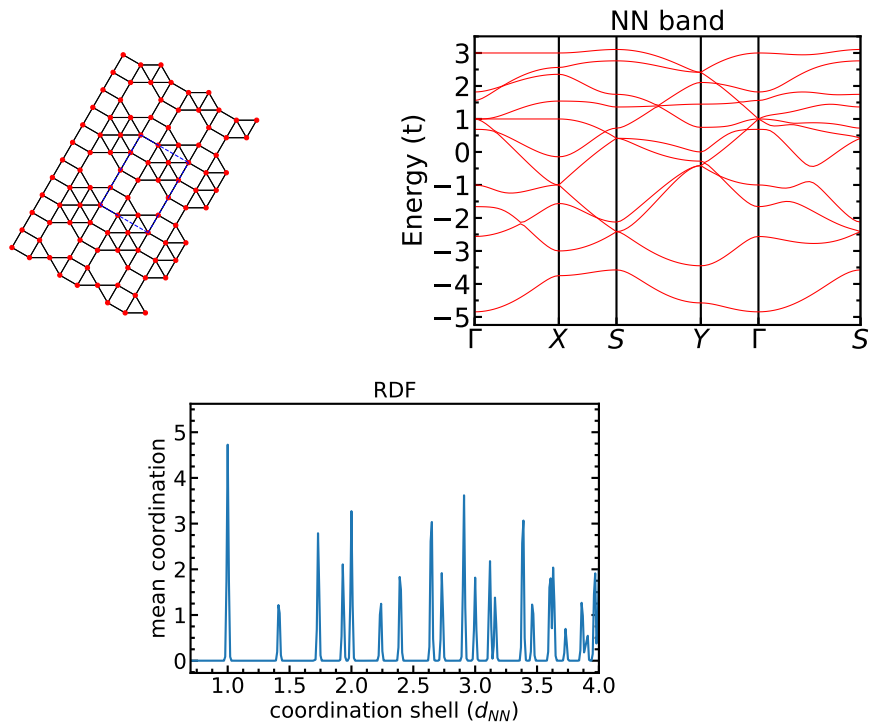 NN band
Energy (t)
3
2
1
0
−1
−2
−3
−4
−5
Γ X S Y Γ S
RDF
mean coordination
5
4
3
2
1
0
1.0 1.5 2.0 2.5 3.0 3.5 4.0
coordination shell (d_NN)